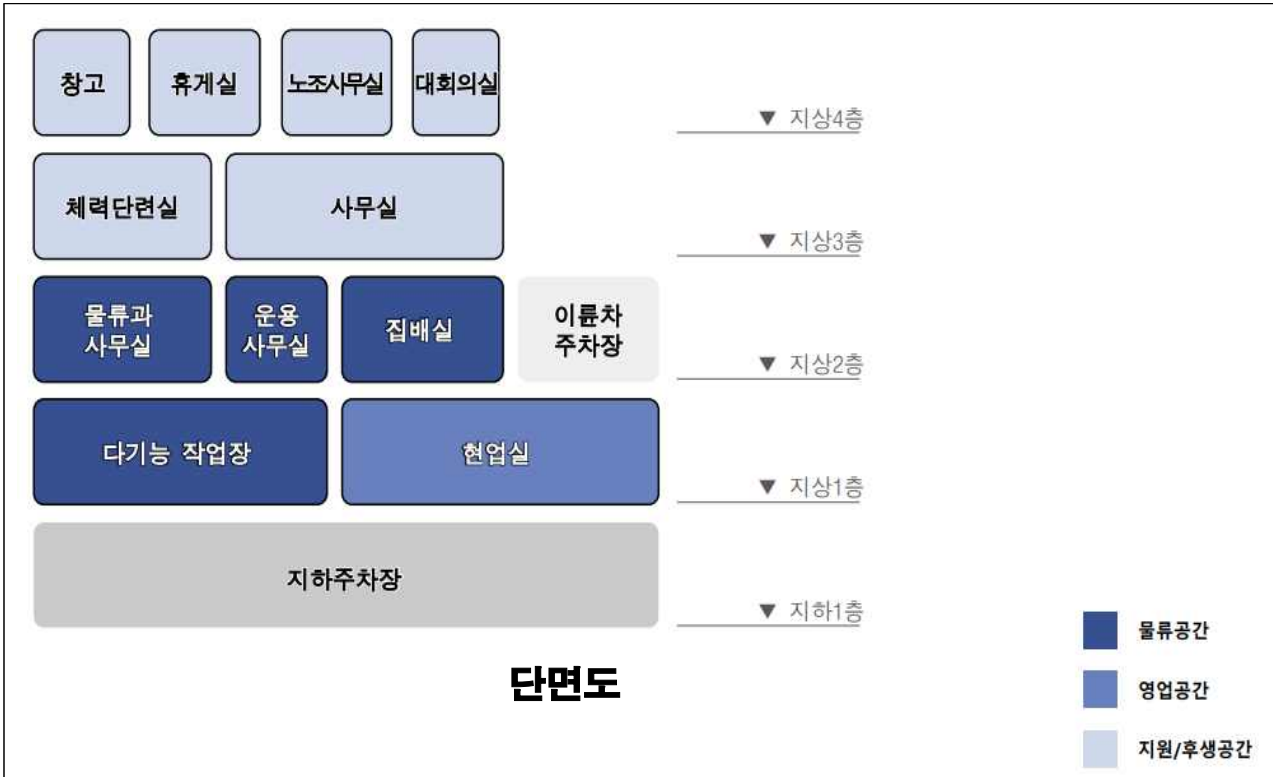 창고
휴게실
노조사무실
대회의실
▼ 지상4층
체력단련실
사무실
▼ 지상3층
물류과
사무실
운용
사무실
집배실
이륜차
주차장
▼ 지상2층
다기능 작업장
현업실
▼ 지상1층
지하주차장
▼ 지하1층
단면도
물류공간
영업공간
지원/후생공간